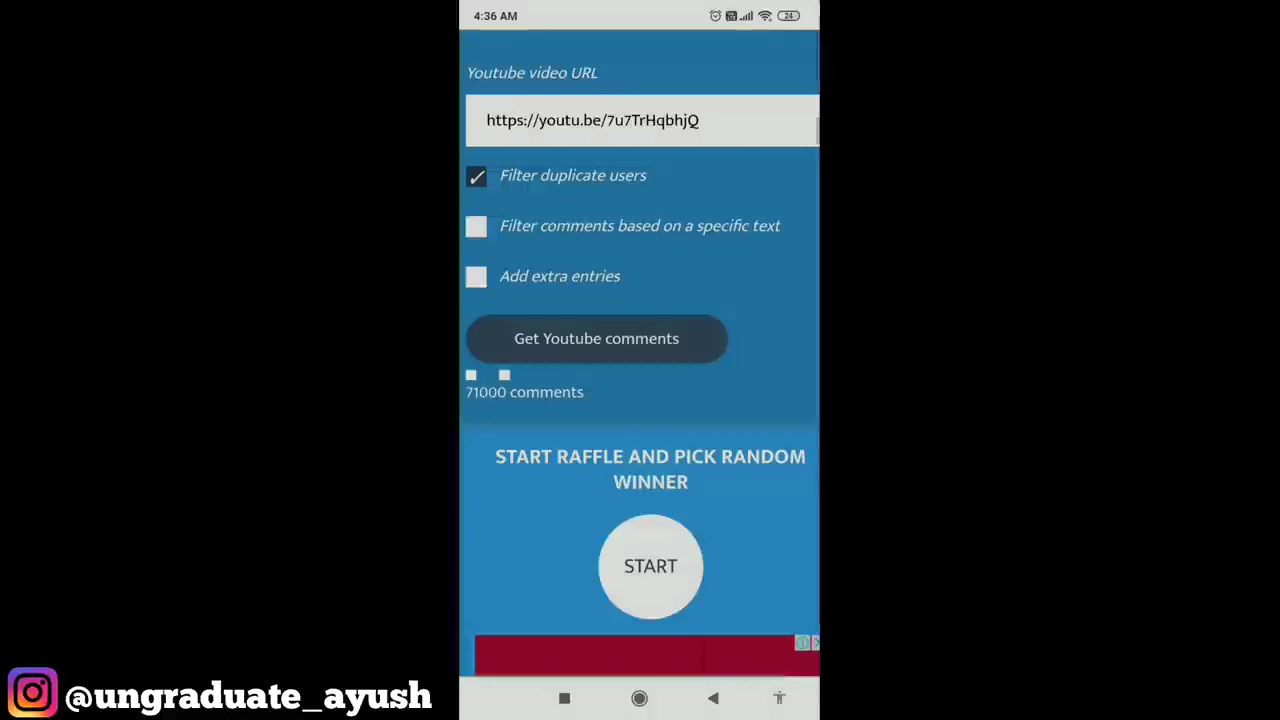 4:36 AM
24
Youtube video URL
https://youtu.be/7u7TrHqbhjQ
Filter duplicate users
Filter comments based on a specific text
Add extra entries
Get Youtube comments
71000 comments
START RAFFLE AND PICK RANDOM
WINNER
START
@ungraduate_ayush